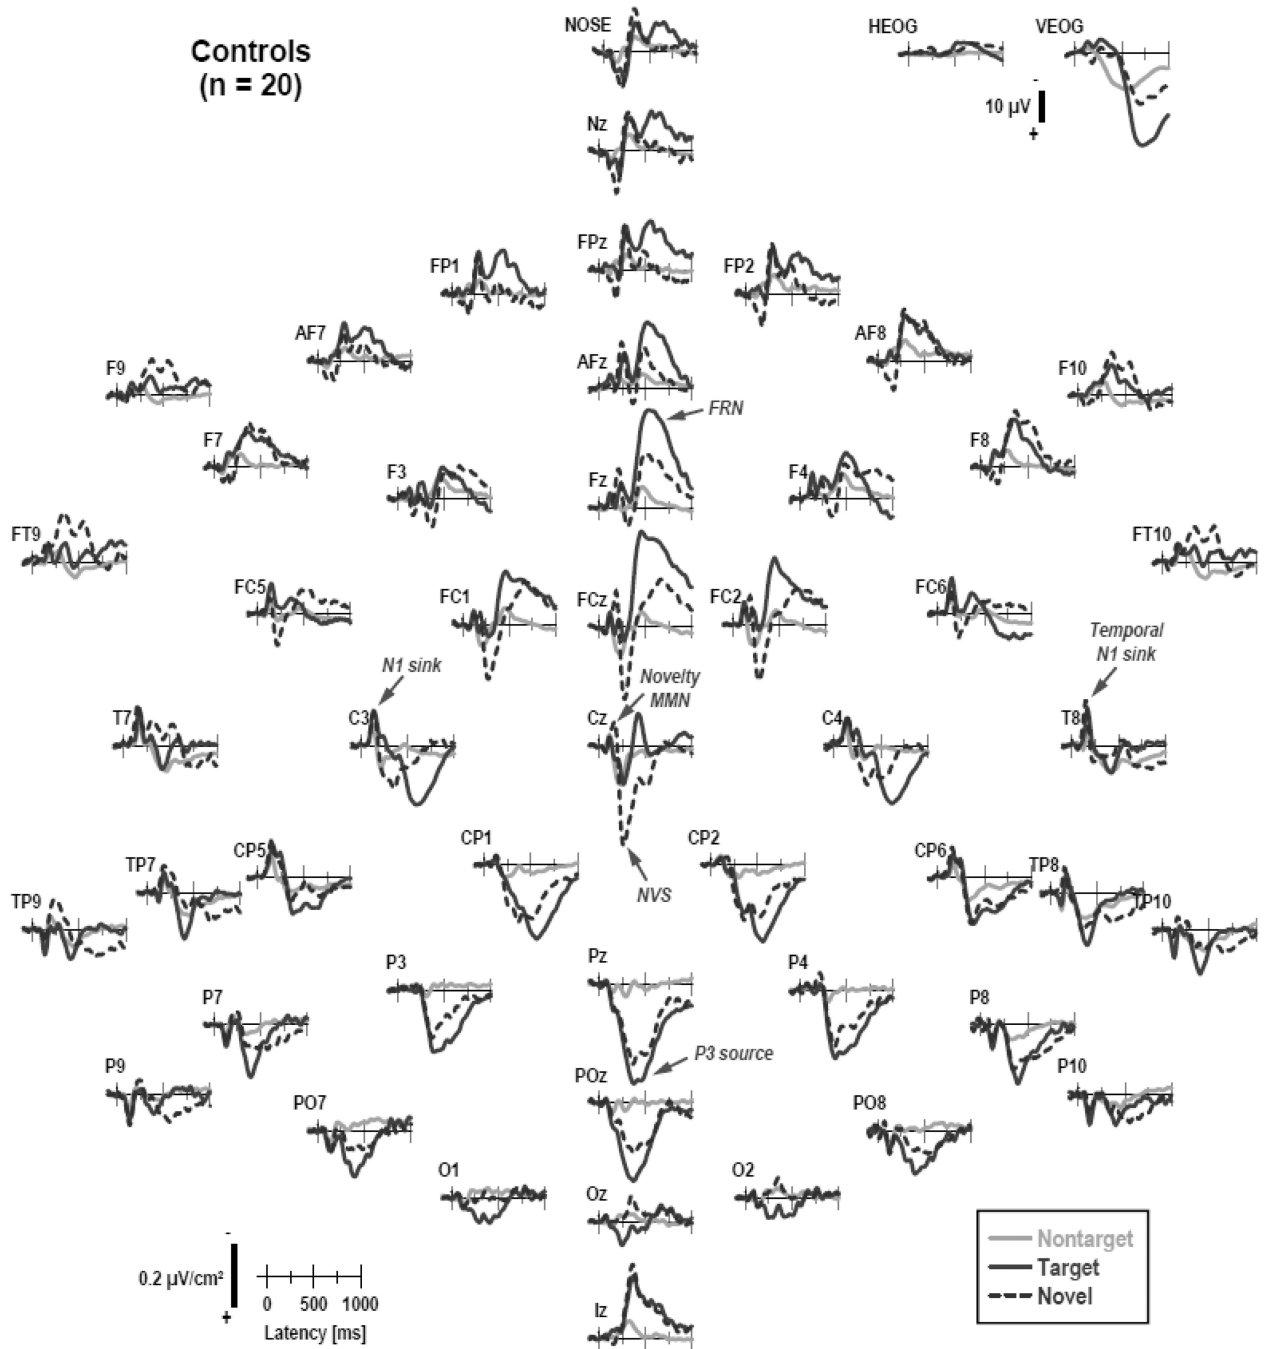 Controls
(n = 20)
NOSE
HEOG
VEOG
-
10 µV
+
Nz
FPz
FP1
FP2
AF7
AF8
AFz
F9
F10
FRN
F7
F8
F3
F4
Fz
FT9
FT10
FC5
FC1
FCz
FC2
FC6
Temporal
N1 sink
N1 sink
Novelty
MMN
T7
C3
Cz
C4
T8
CP1
CP2
TP7
CP5
CP6
TP8
NVS
TP9
TP10
P3
Pz
P4
P7
P8
P3 source
P9
P10
POz
PO7
PO8
O1
Oz
O2
-
0.2 µV/cm²
+
0 500 1000
Latency [ms]
Iz
Nontarget
Target
Novel